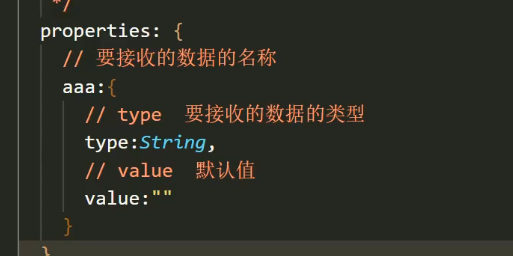 */
properties: {
// 要接收的数据的名称
aaa:{
// type  要接收的数据的类型
type:String,
// value  默认值
value:""
}
}